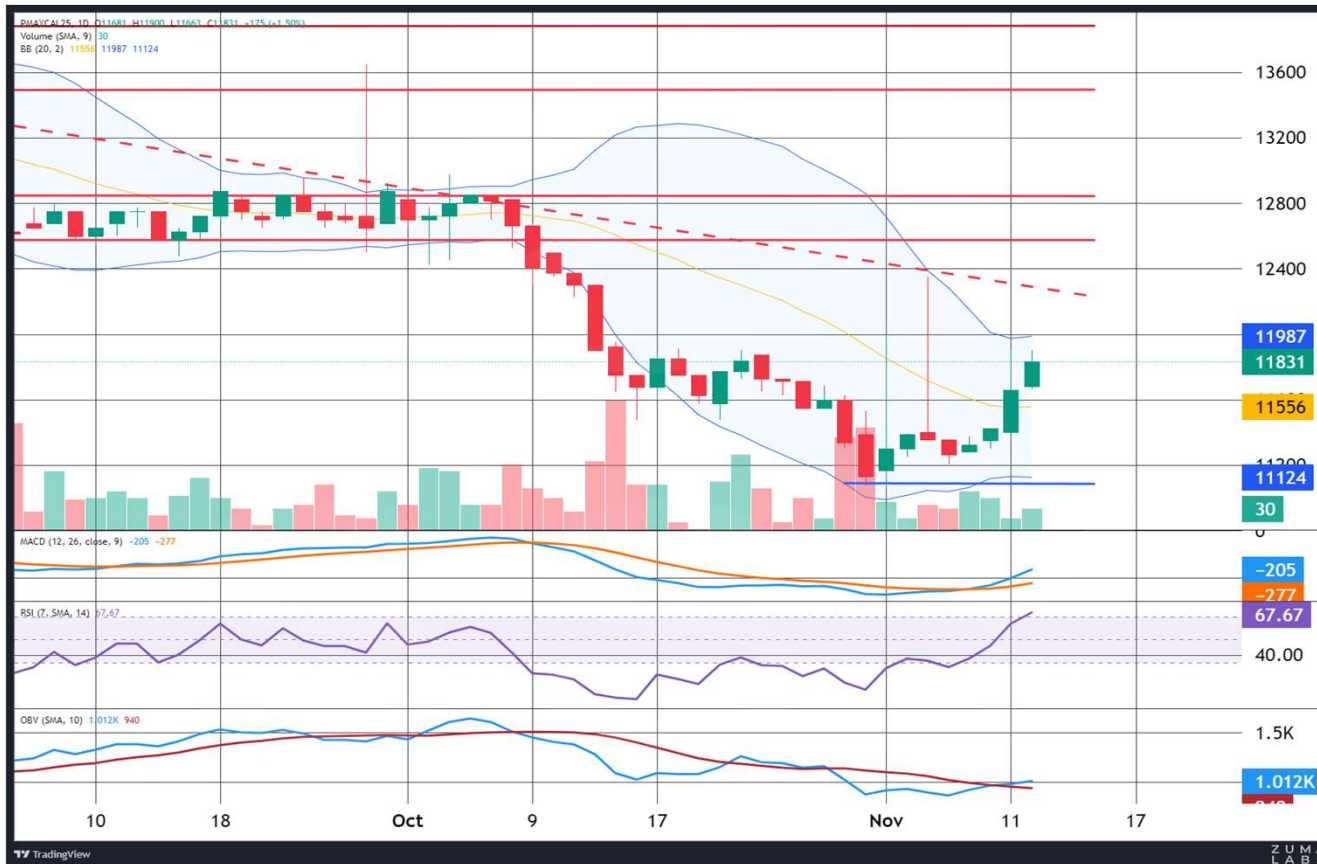 PMAXCAL25, 1D O11681 H11900 L11663 C11831 +175 (+1.50%)
Volume (SMA, 9) 30
BB (20, 2) 11556 11987 11124
13600
13200
12800
12400
11987
11831
11556
11200
11124
30
0
MACD (12, 26, close, 9) −205 −277
−205
−277
RSI (7, SMA, 14) 67.67
67.67
40.00
OBV (SMA, 10) 1.012K 940
1.5K
1.012K
940
10 18 Oct 9 17 Nov 11 17
TradingView
ZUMA
LAB